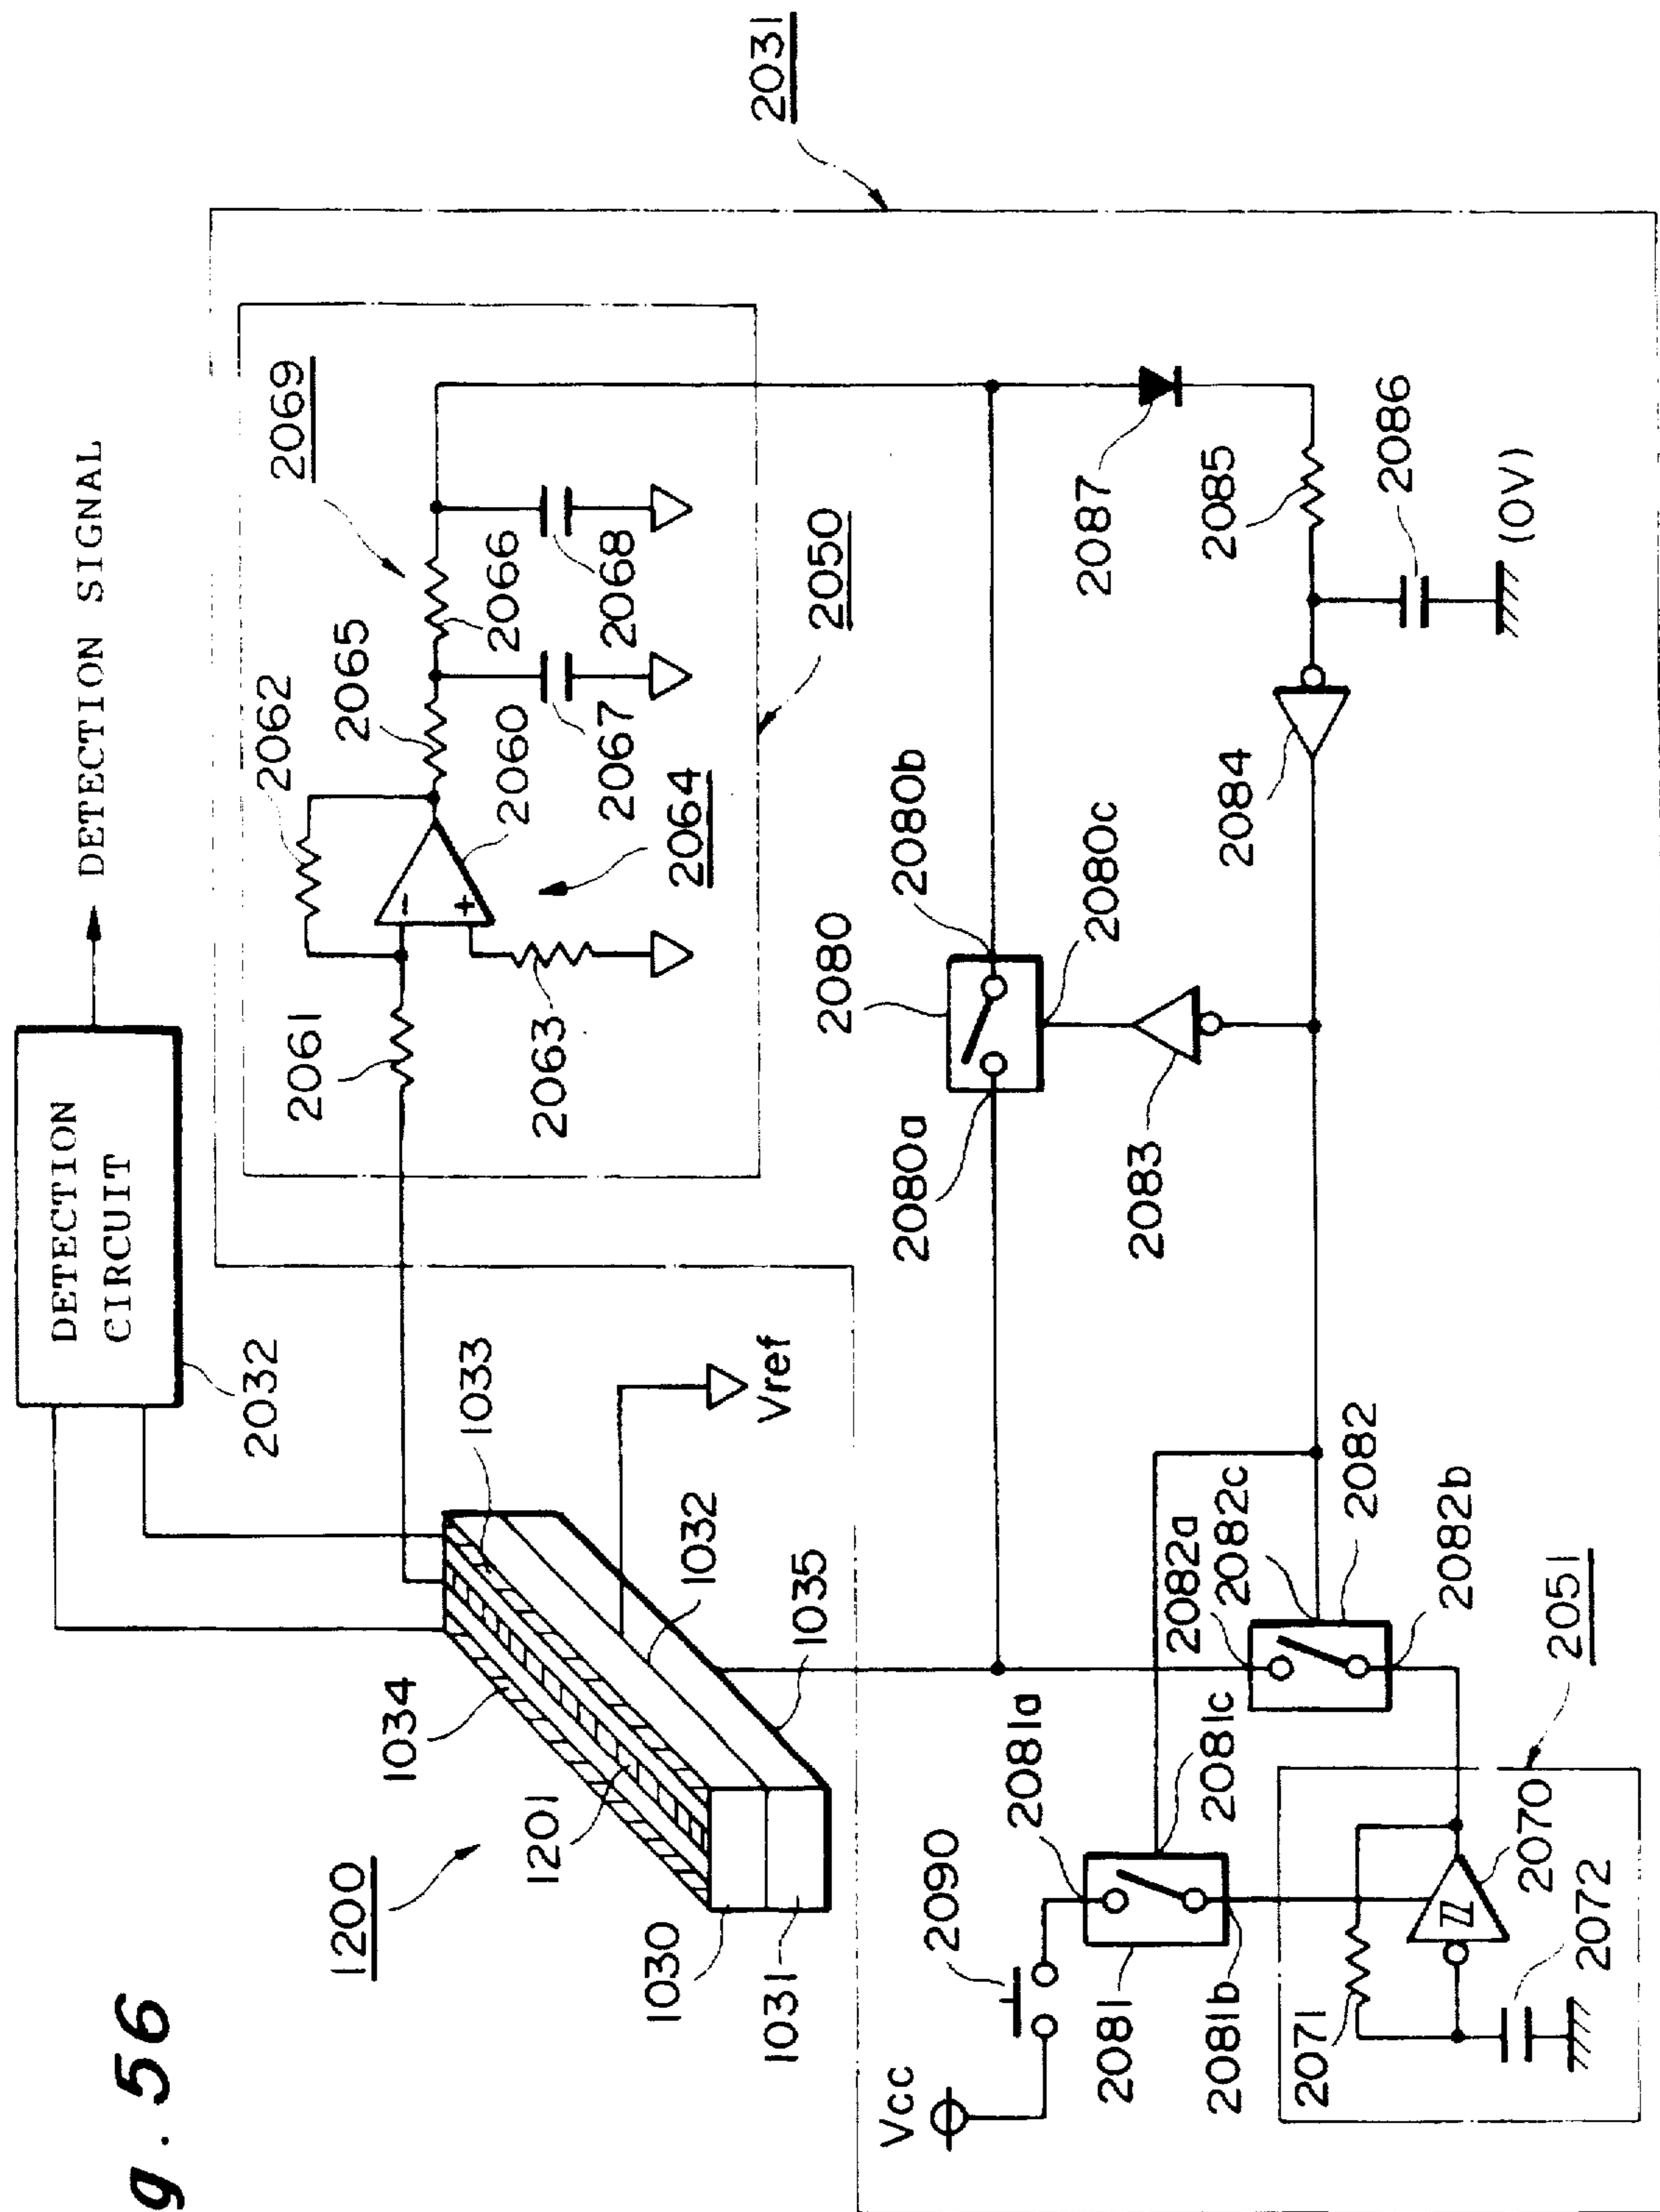 g. 56
DETECTION SIGNAL
DETECTION
CIRCUIT
2032
2031
2069
2062
2065
2066
2068
2067
2060
2064
2061
2063
2050
1200
1034
1201
1033
1032
1035
1030
1031
Vref
2080
2080a
2080b
2080c
2083
2084
2085
2086
2087
(0V)
2082a
2082c
2082
2082b
2051
Vcc
2090
2081a
2081c
2081
2081b
2071
2070
2072
-
+